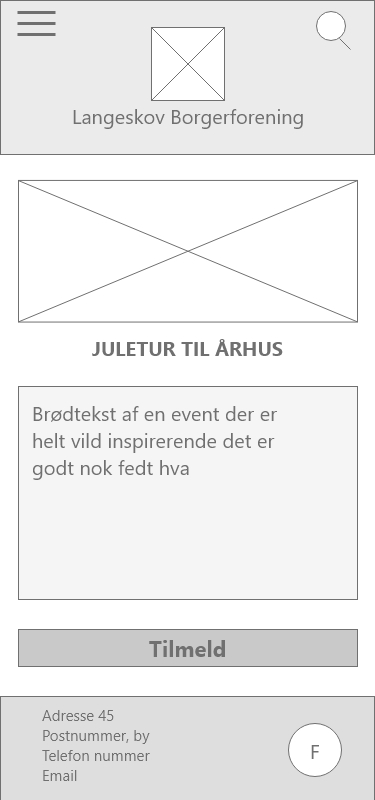 Langeskov Borgerforening
JULETUR TIL ÅRHUS
Brødtekst af en event der er
helt vild inspirerende det er
godt nok fedt hva
Tilmeld
Adresse 45
Postnummer, by
Telefon nummer
Email
F